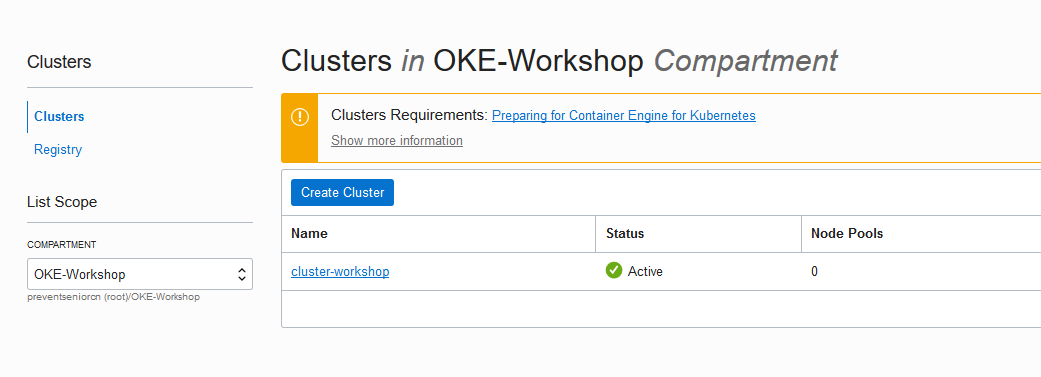 Clusters
Clusters
Registry
List Scope
COMPARTMENT
OKE-Workshop
preventseniorcn (root)/OKE-Workshop
Clusters in OKE-Workshop Compartment
Clusters Requirements: Preparing for Container Engine for Kubernetes
Show more information
Create Cluster
Name Status Node Pools
cluster-workshop Active 0